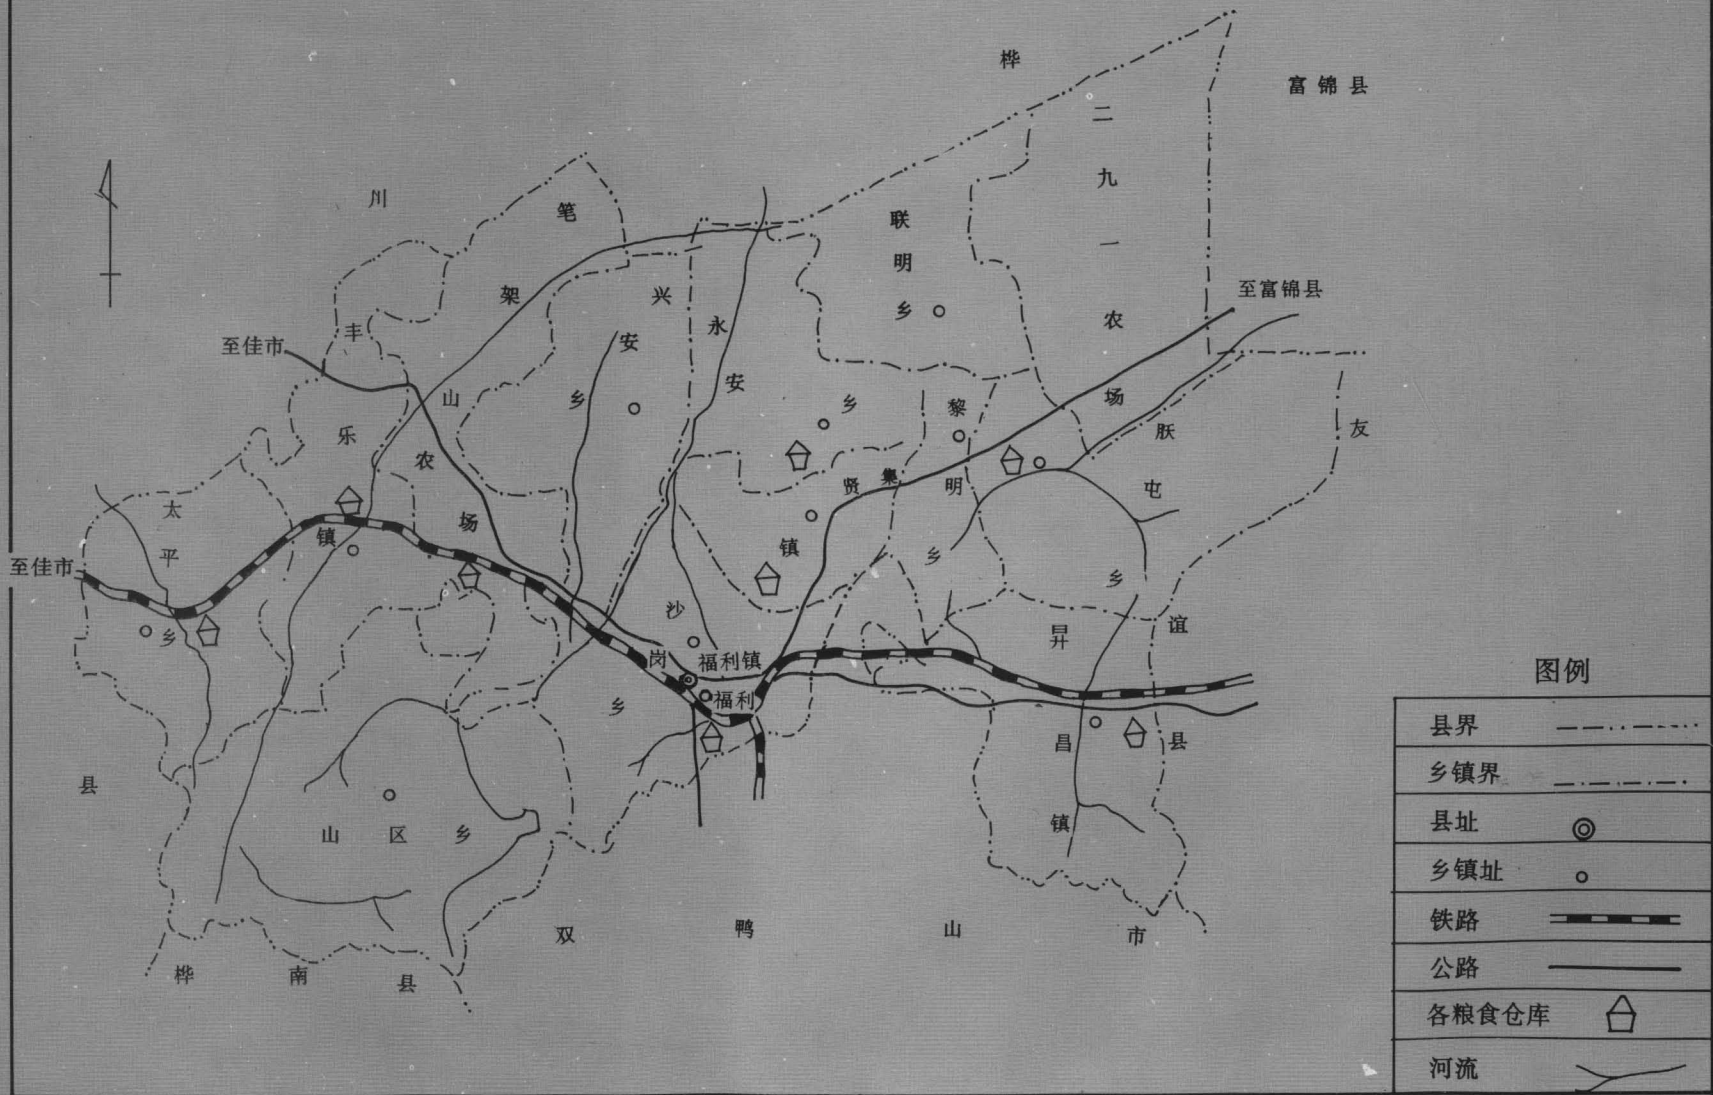 桦川县
富锦县
二九一农场
联明乡
笔架山农场
兴安乡
永安乡
至富锦县
至佳市
丰乐镇
黎明乡
集贤镇
太平乡
至佳市
沙岗乡
福利镇
福利
友谊县
屯乡
昇昌镇
山区乡
双鸭山市
桦南县
图例
县界
乡镇界
县址
乡镇址
铁路
公路
各粮食仓库
河流